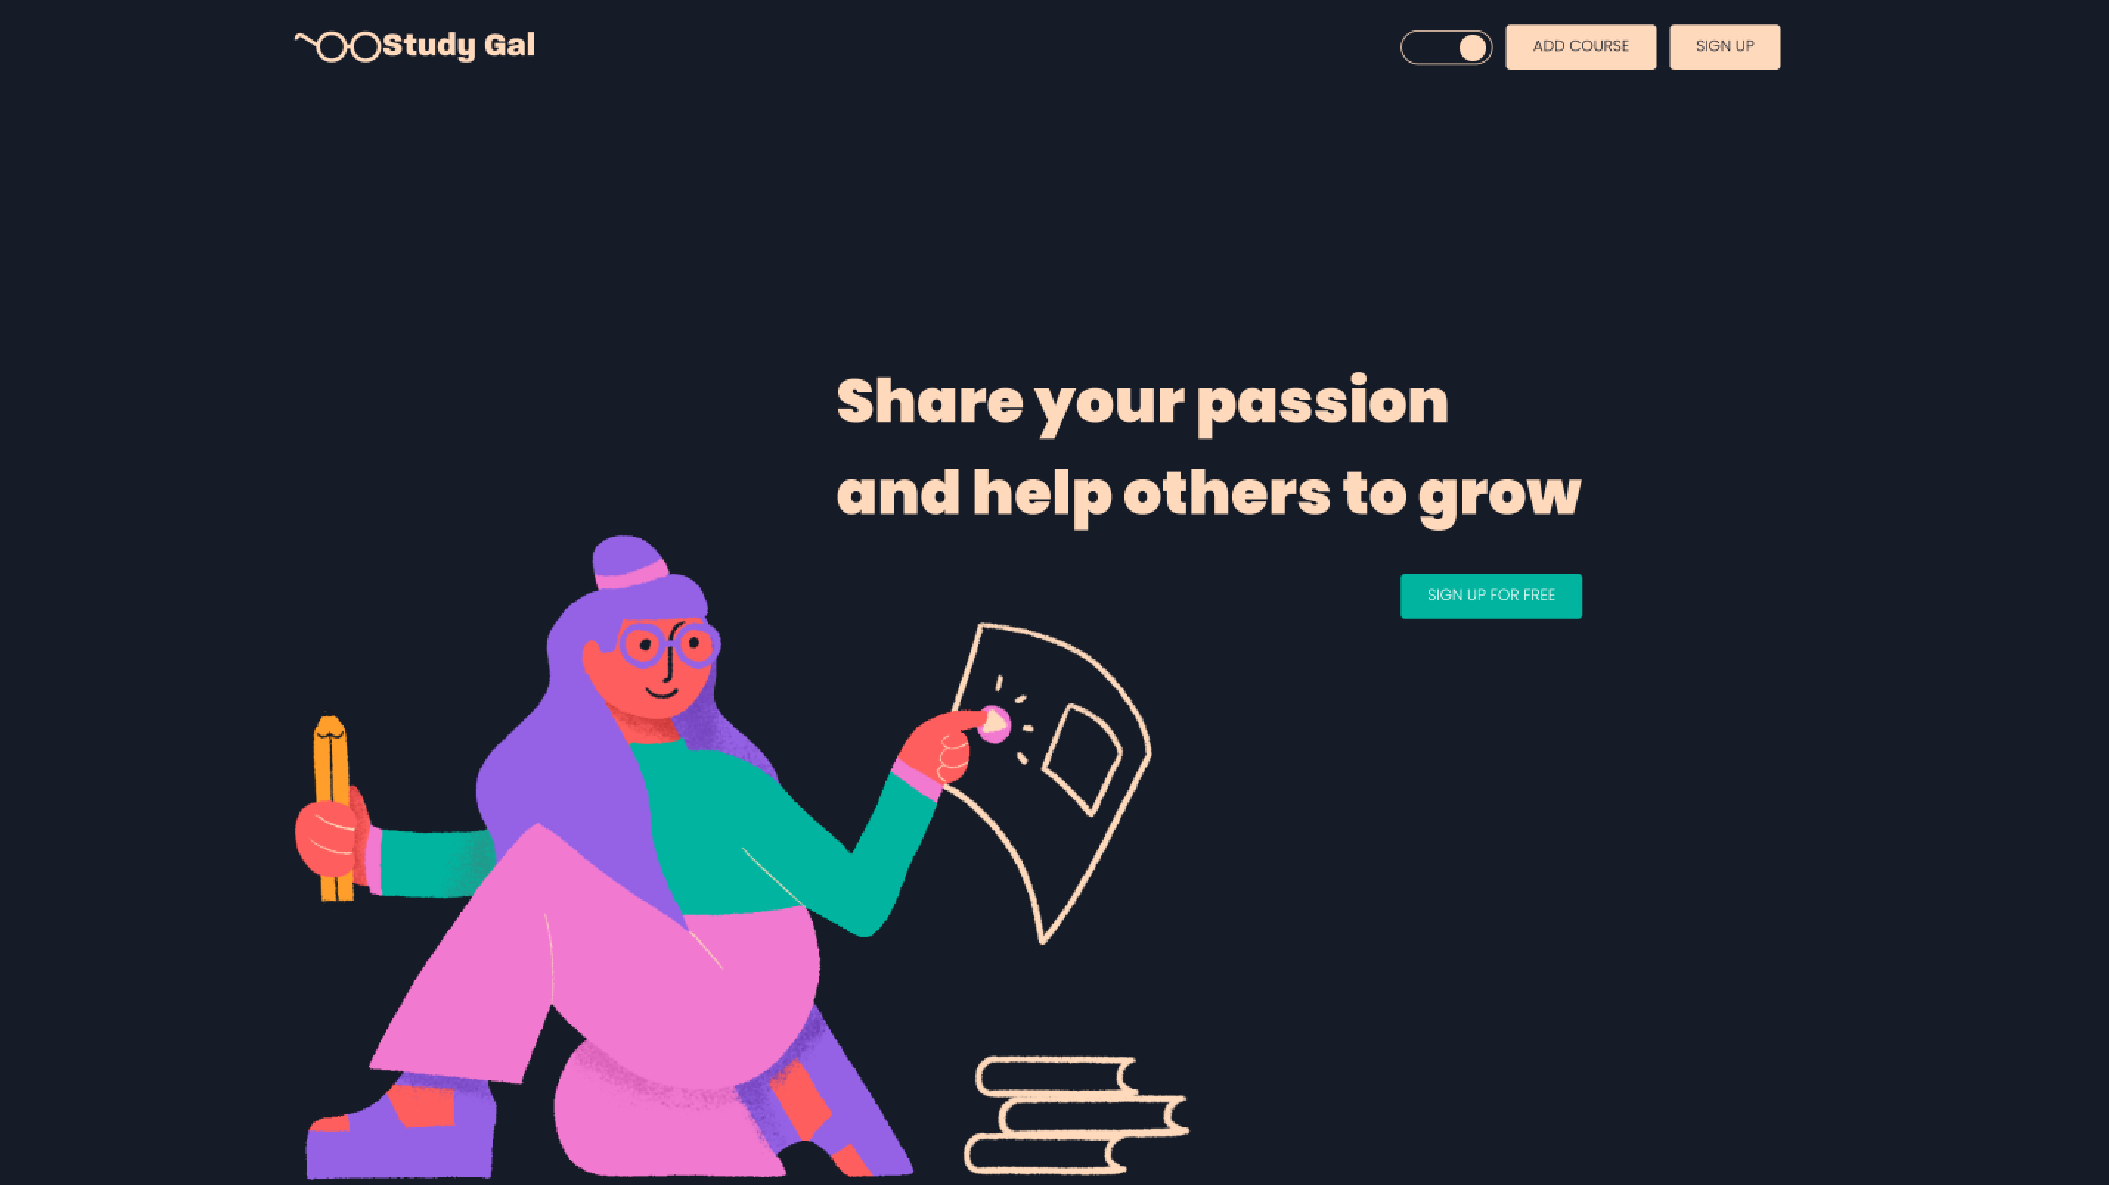 Study Gal
ADD COURSE
SIGN UP
Share your passion
and help others to grow
SIGN UP FOR FREE